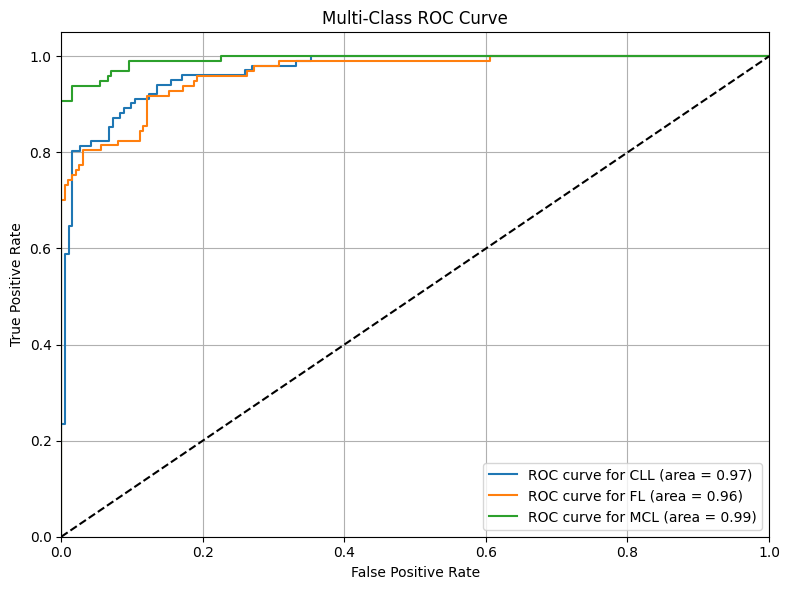 Multi-Class ROC Curve
True Positive Rate
1.0
0.8
0.6
0.4
0.2
0.0
ROC curve for CLL (area = 0.97)
ROC curve for FL (area = 0.96)
ROC curve for MCL (area = 0.99)
0.0 0.2 0.4 0.6 0.8 1.0
False Positive Rate